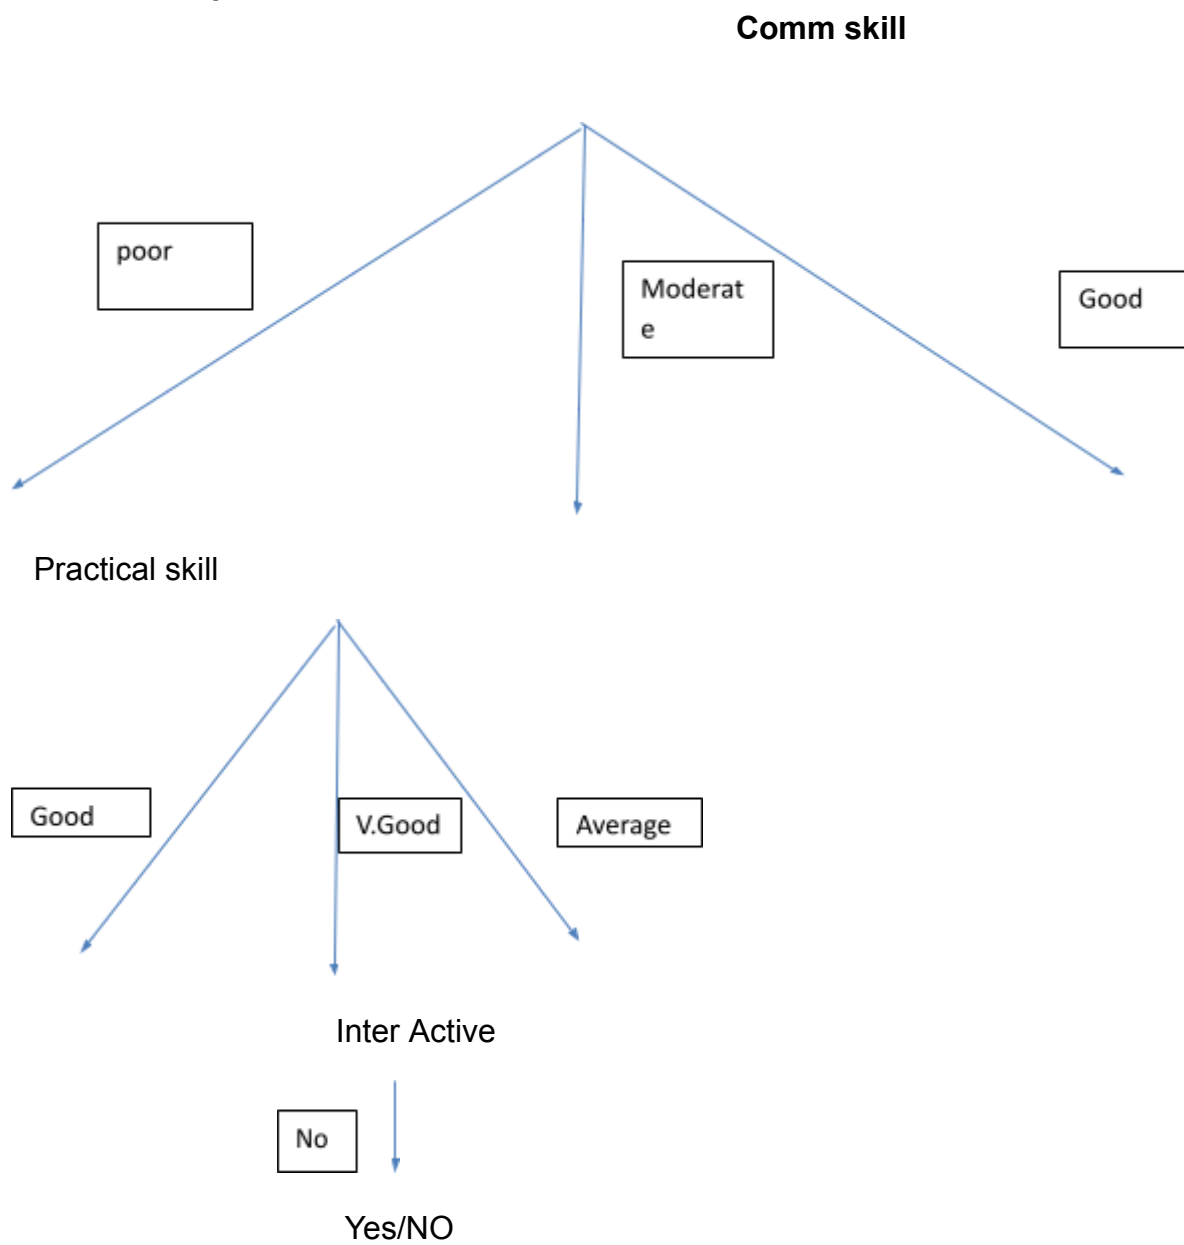 Comm skill
poor
Moderat
e
Good
Practical skill
Good
V.Good
Average
Inter Active
No
Yes/NO